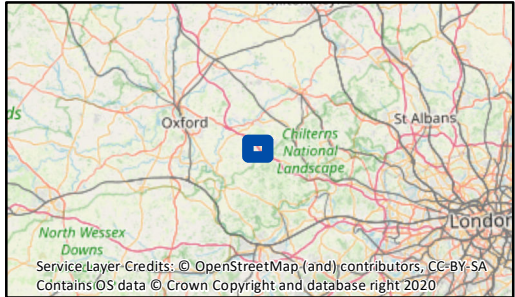 Oxford
St Albans
Chilterns
National
Landscape
London
North Wessex
Downs
Service Layer Credits: © OpenStreetMap (and) contributors, CC-BY-SA
Contains OS data © Crown Copyright and database right 2020